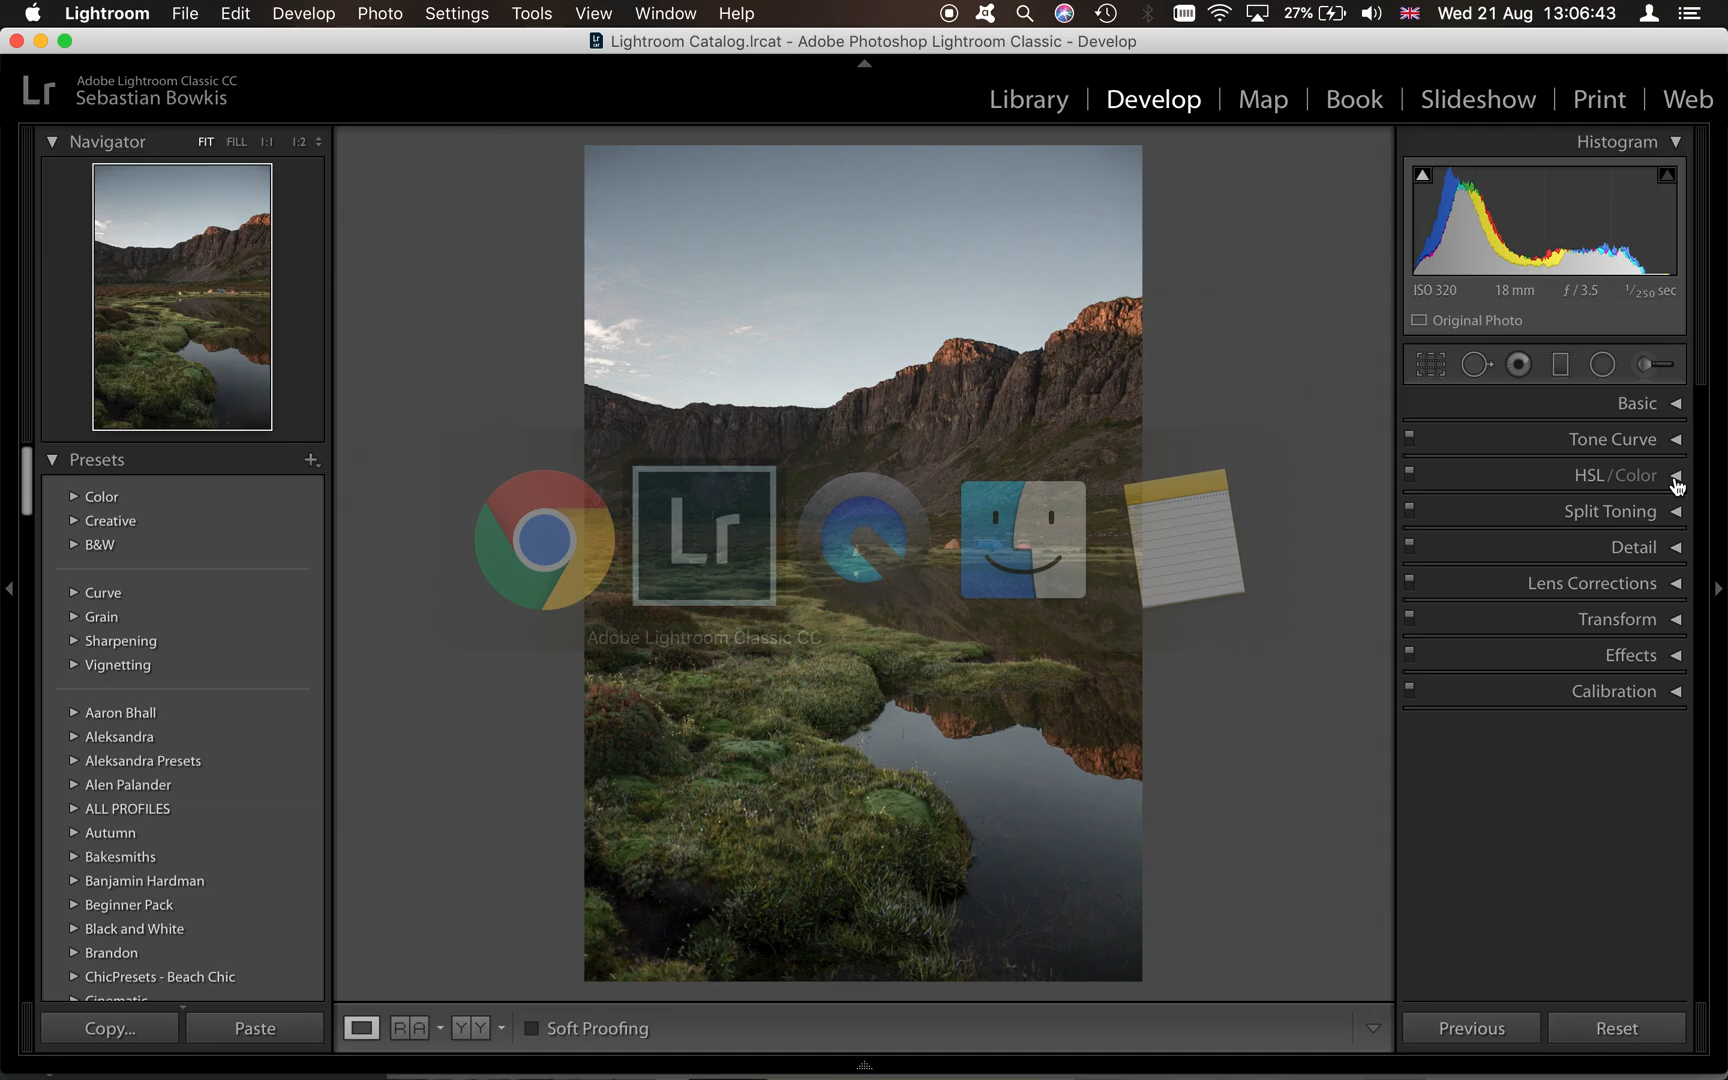 Lightroom File Edit Develop Photo Settings Tools View Window Help 27% Wed 21 Aug 13:06:43
Lightroom Catalog.lrcat - Adobe Photoshop Lightroom Classic - Develop
Lr Adobe Lightroom Classic CC
Sebastian Bowkis
Library | Develop | Map | Book | Slideshow | Print | Web
Navigator FIT FILL 1:1 1:2
Histogram
ISO 320 18 mm ƒ / 3.5 1/250 sec
Original Photo
Basic
Tone Curve
HSL / Color
Split Toning
Detail
Lens Corrections
Transform
Effects
Calibration
Presets +
Color
Creative
B&W
Curve
Grain
Sharpening
Vignetting
Aaron Bhall
Aleksandra
Aleksandra Presets
Alen Palander
ALL PROFILES
Autumn
Bakesmiths
Banjamin Hardman
Beginner Pack
Black and White
Brandon
ChicPresets - Beach Chic
Cinematic
Lr
Adobe Lightroom Classic CC
Copy... Paste
RA YY Soft Proofing
Previous Reset